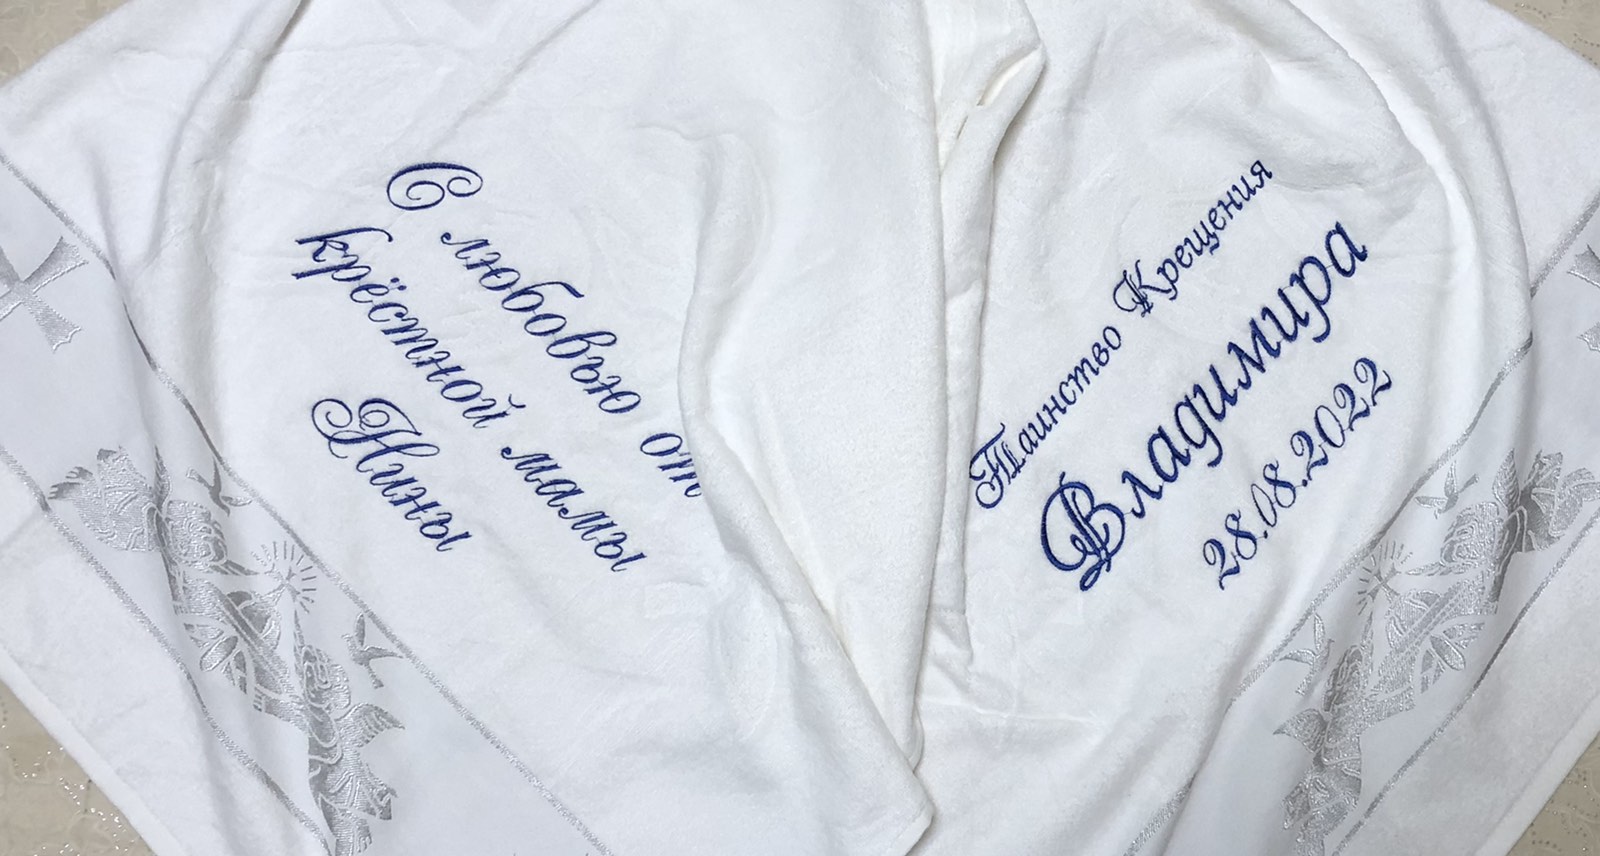 С любовью от
крёстной мамы
Нины
Таинство Крещения
Владимира
28.08.2022